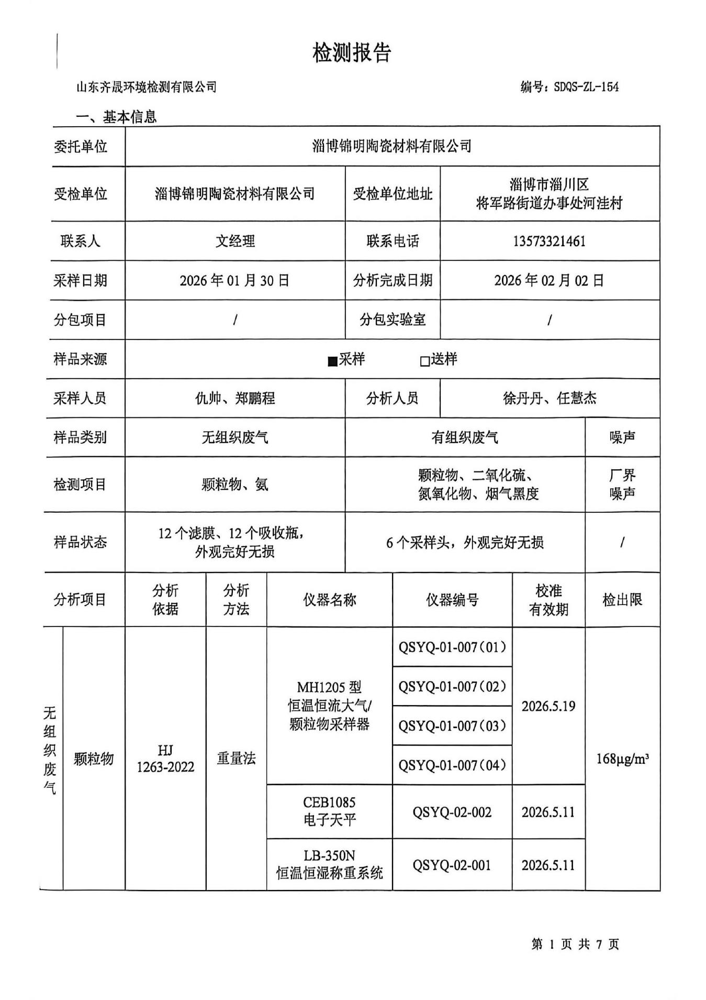 检测报告
山东齐晟环境检测有限公司 编号：SDQS-ZL-154
一、基本信息
委托单位 淄博锦明陶瓷材料有限公司
受检单位 淄博锦明陶瓷材料有限公司 受检单位地址 淄博市淄川区
将军路街道办事处河洼村
联系人 文经理 联系电话 13573321461
采样日期 2026 年 01 月 30 日 分析完成日期 2026 年 02 月 02 日
分包项目 / 分包实验室 /
样品来源 ■采样 □送样
采样人员 仇帅、郑鹏程 分析人员 徐丹丹、任慧杰
样品类别 无组织废气 有组织废气 噪声
检测项目 颗粒物、氨 颗粒物、二氧化硫、
氮氧化物、烟气黑度 厂界
噪声
样品状态 12 个滤膜、12 个吸收瓶，
外观完好无损 6 个采样头，外观完好无损 /
分析项目 分析
依据 分析
方法 仪器名称 仪器编号 校准
有效期 检出限
无
组
织
废
气
颗粒物 HJ
1263-2022 重量法 MH1205 型
恒温恒流大气/
颗粒物采样器 QSYQ-01-007（01）
QSYQ-01-007（02）
QSYQ-01-007（03）
QSYQ-01-007（04）
2026.5.19 168μg/m³
CEB1085
电子天平 QSYQ-02-002 2026.5.11
LB-350N
恒温恒湿称重系统 QSYQ-02-001 2026.5.11
第 1 页 共 7 页